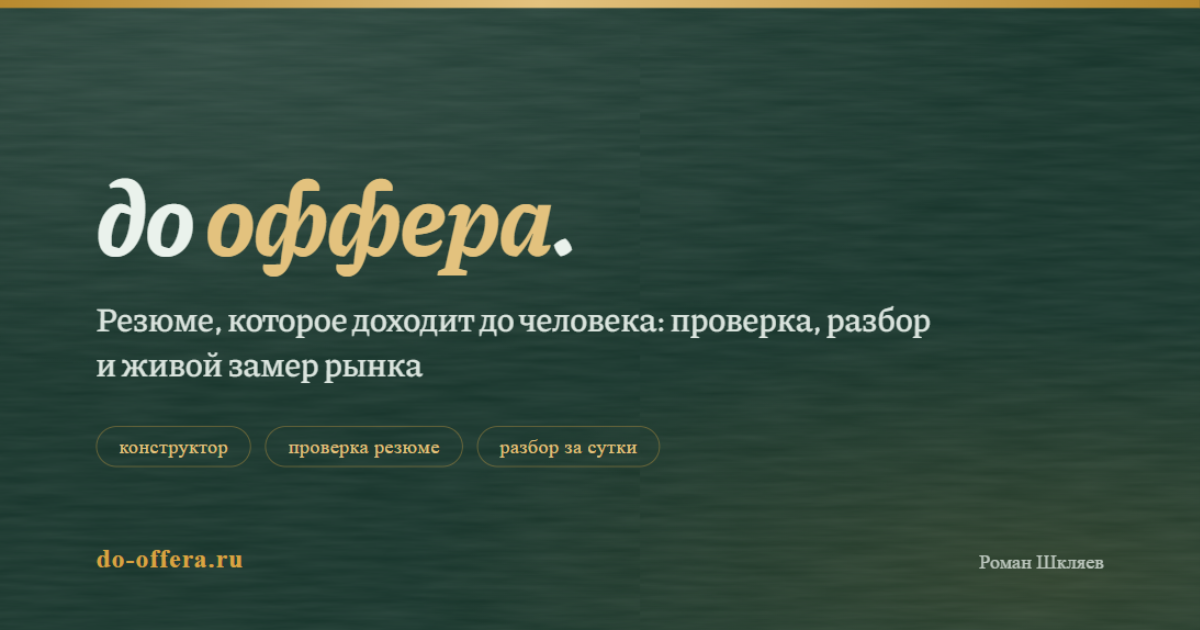 до оффера.
Резюме, которое доходит до человека: проверка, разбор
и живой замер рынка
конструктор
проверка резюме
разбор за сутки
do-offera.ru
Роман Шкляев